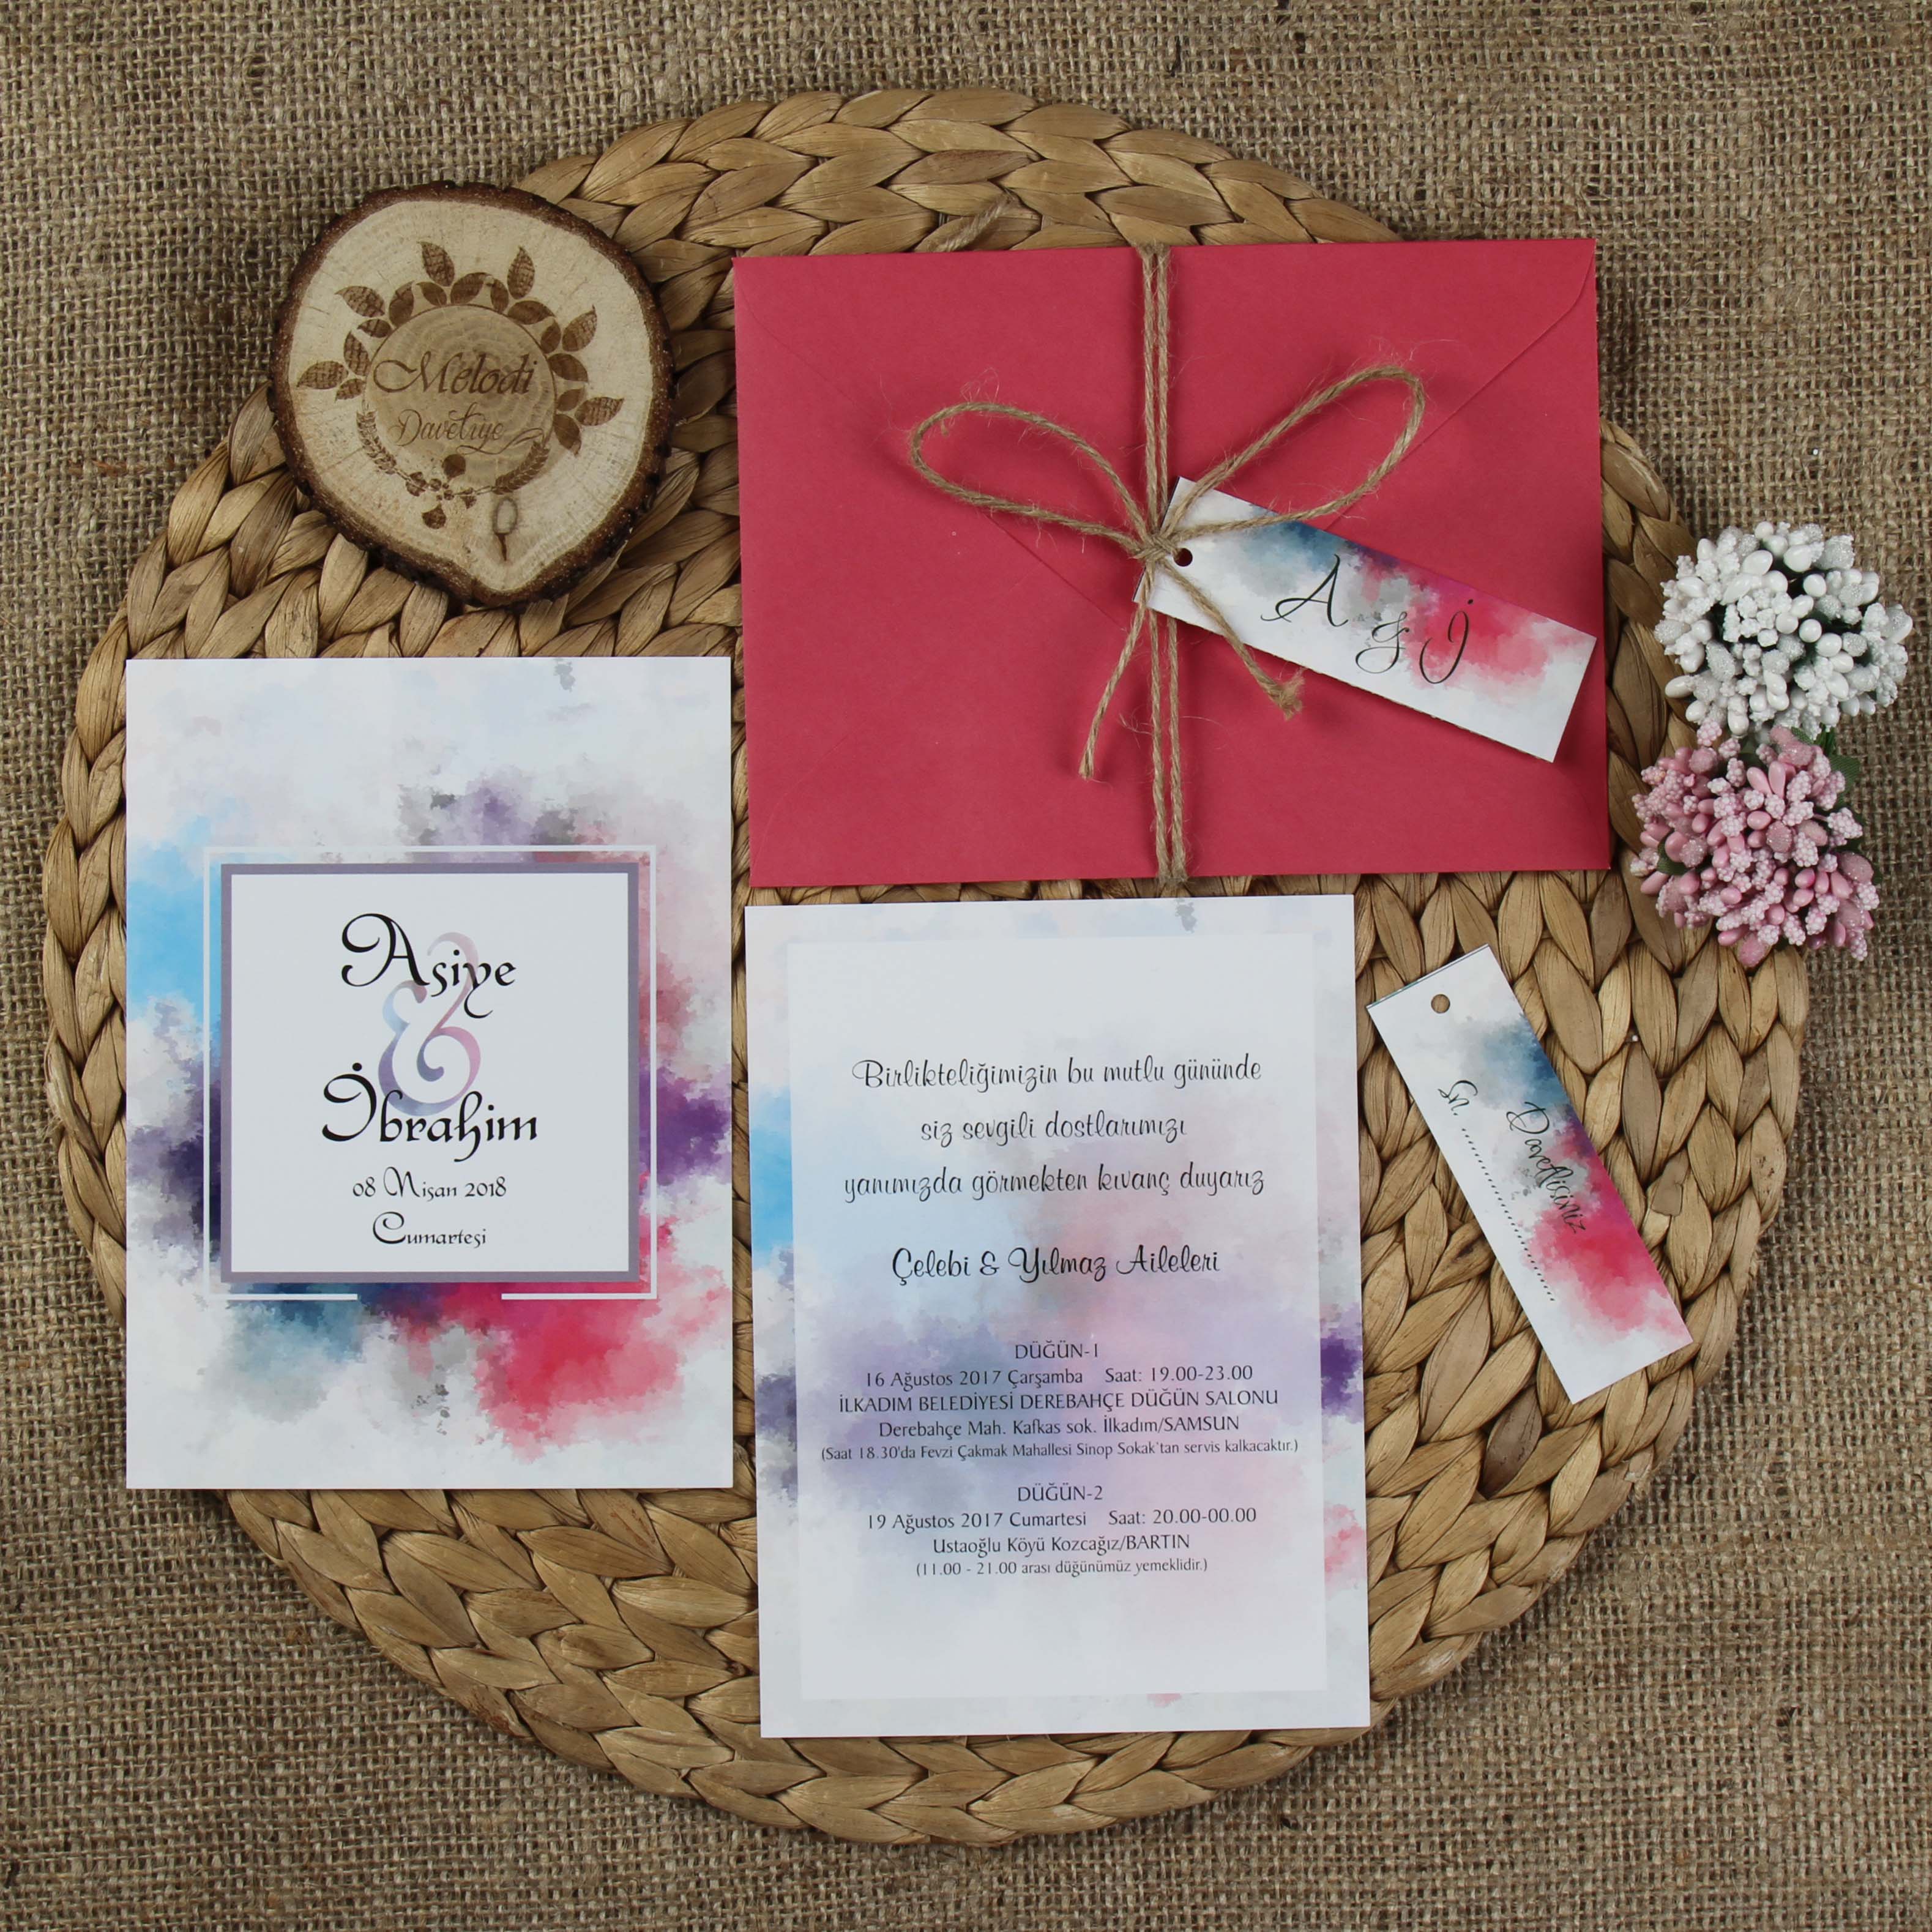 Melodi
Davetiye
A & İ
Asiye
&
İbrahim
08 Nisan 2018
Cumartesi
Birlikteliğimizin bu mutlu gününde
siz sevgili dostlarımızı
yanımızda görmekten kıvanç duyarız
Çelebi & Yılmaz Aileleri
DÜĞÜN-1
16 Ağustos 2017 Çarşamba Saat: 19.00-23.00
İLKADIM BELEDİYESİ DEREBAHÇE DÜĞÜN SALONU
Derebahçe Mah. Kafkas sok. İlkadım/SAMSUN
(Saat 18.30'da Fevzi Çakmak Mahallesi Sinop Sokak'tan servis kalkacaktır.)
DÜĞÜN-2
19 Ağustos 2017 Cumartesi Saat: 20.00-00.00
Ustaoğlu Köyü Kozcağız/BARTIN
(11.00 - 21.00 arası düğünümüz yemeklidir.)
Davetlisiniz
Sn. ..............................